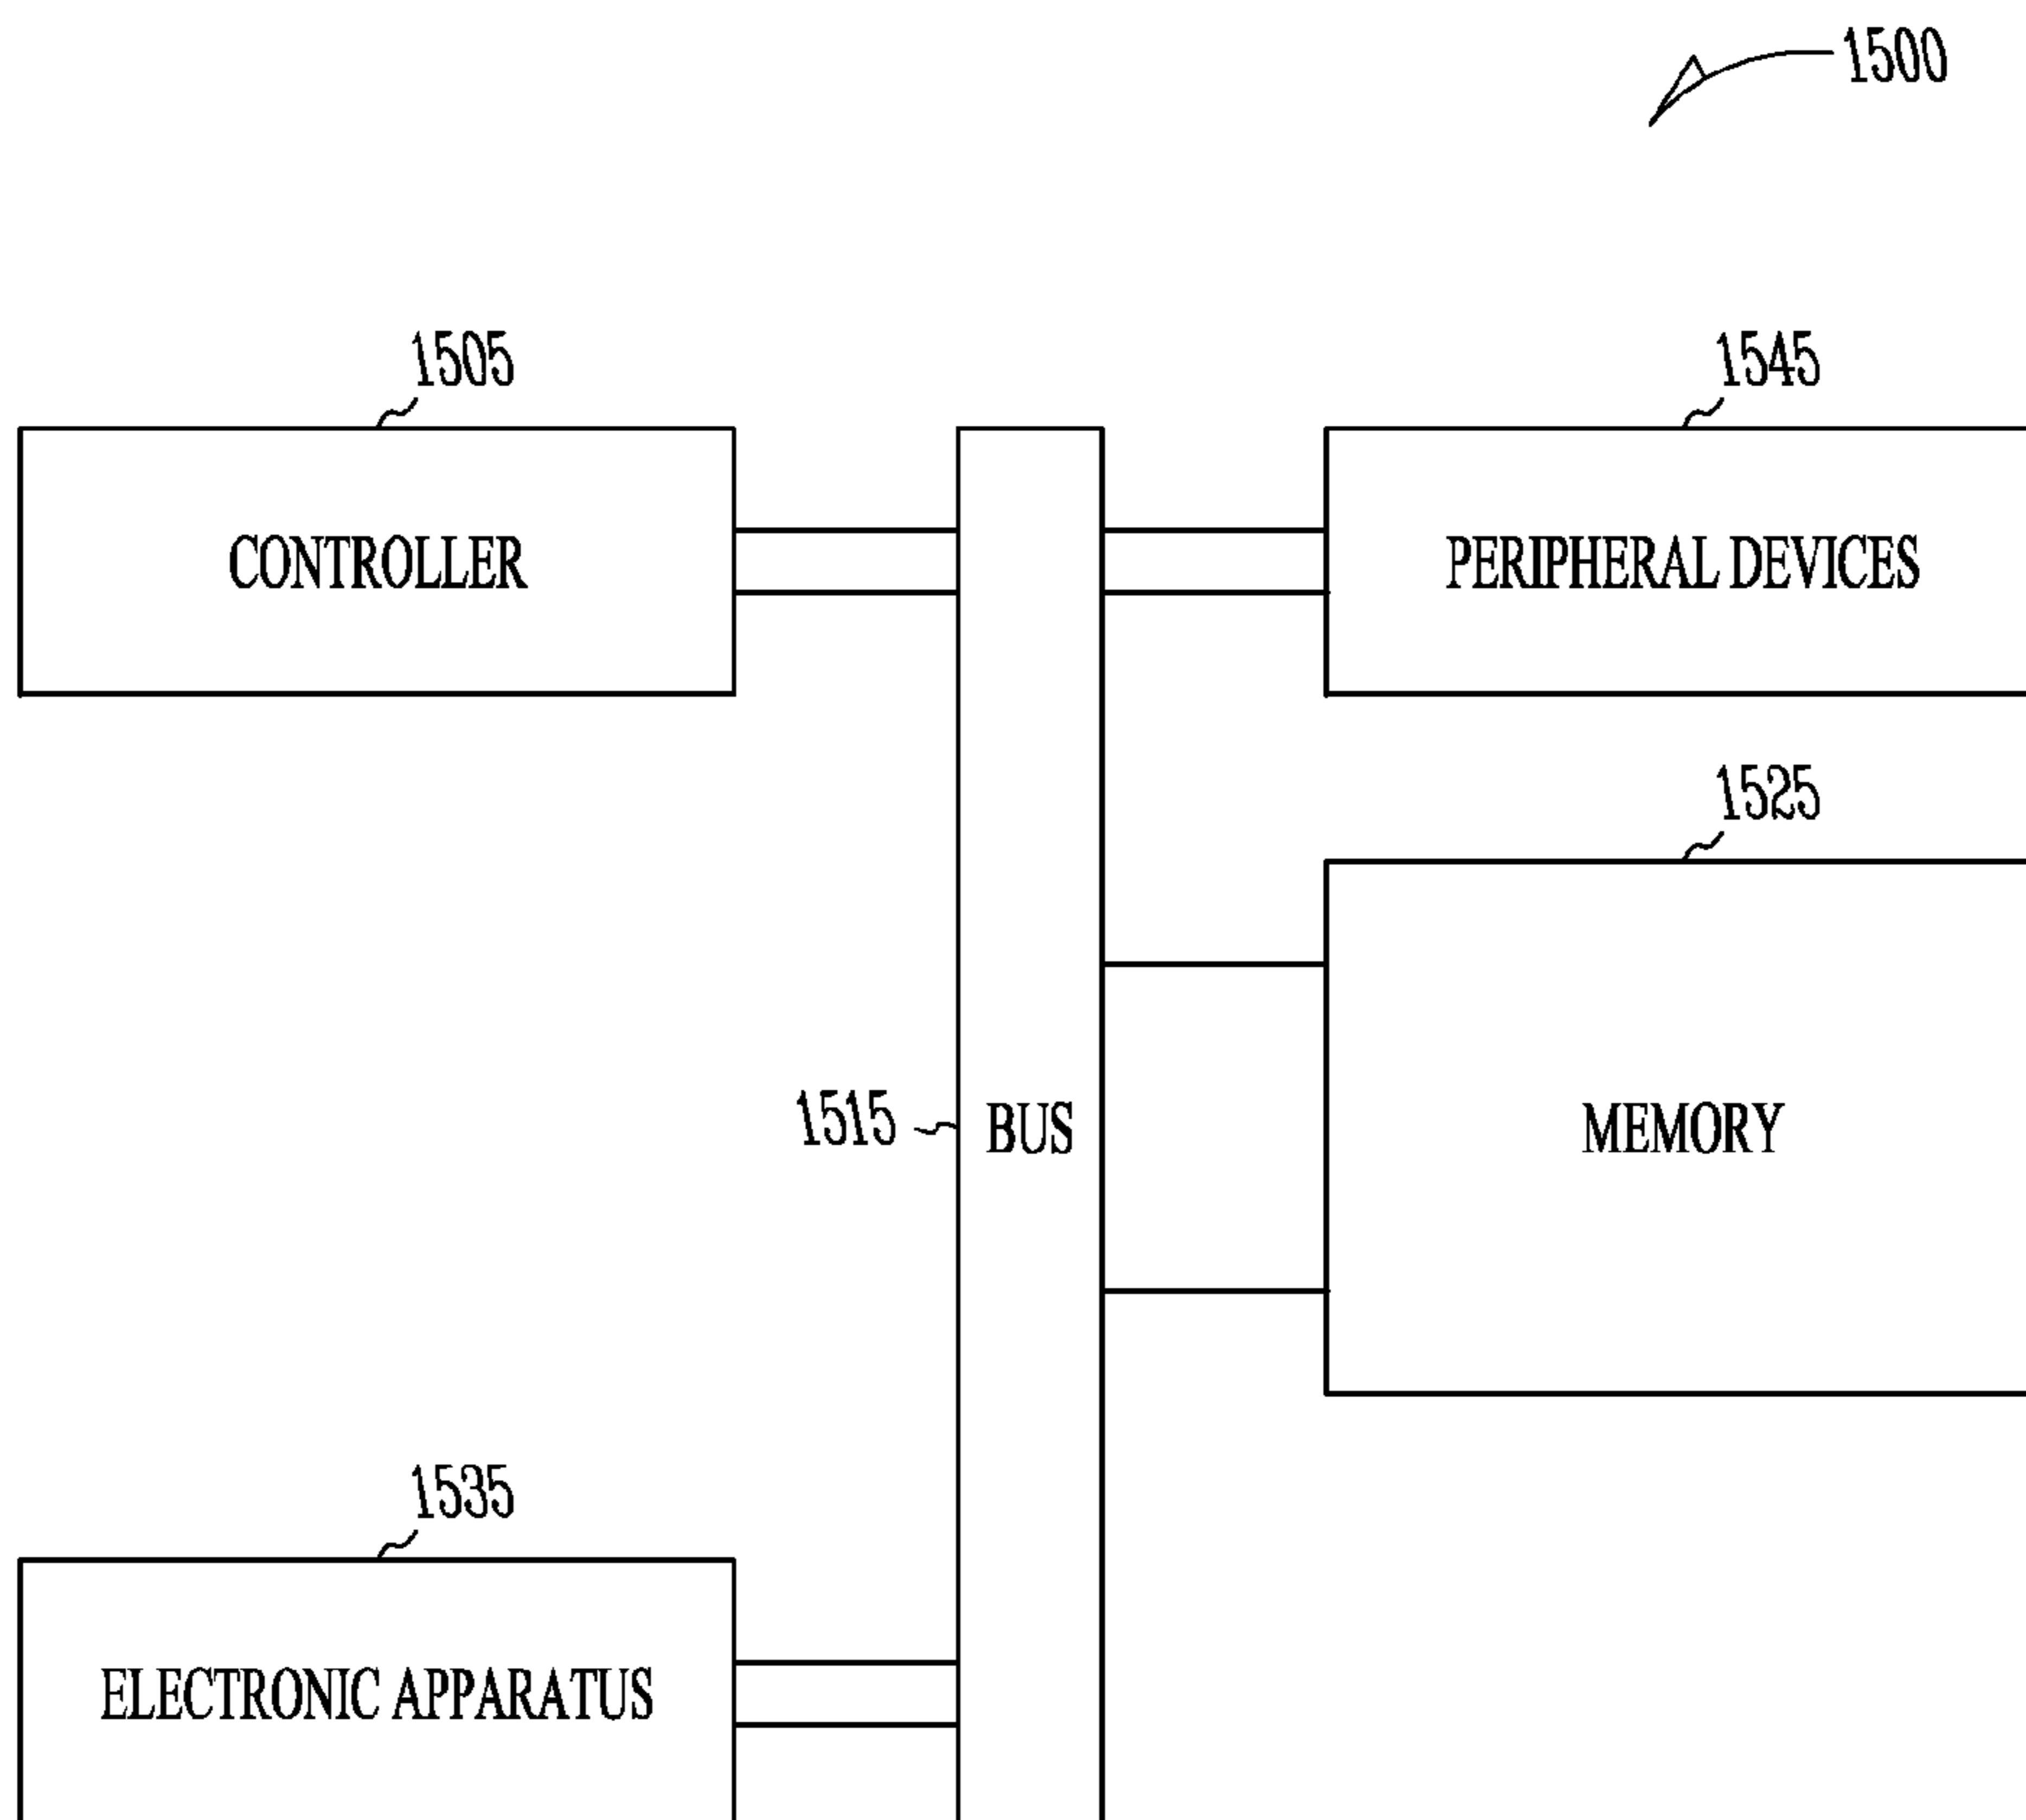 1500
1505
1545
CONTROLLER
PERIPHERAL DEVICES
1525
1515
BUS
MEMORY
1535
ELECTRONIC APPARATUS